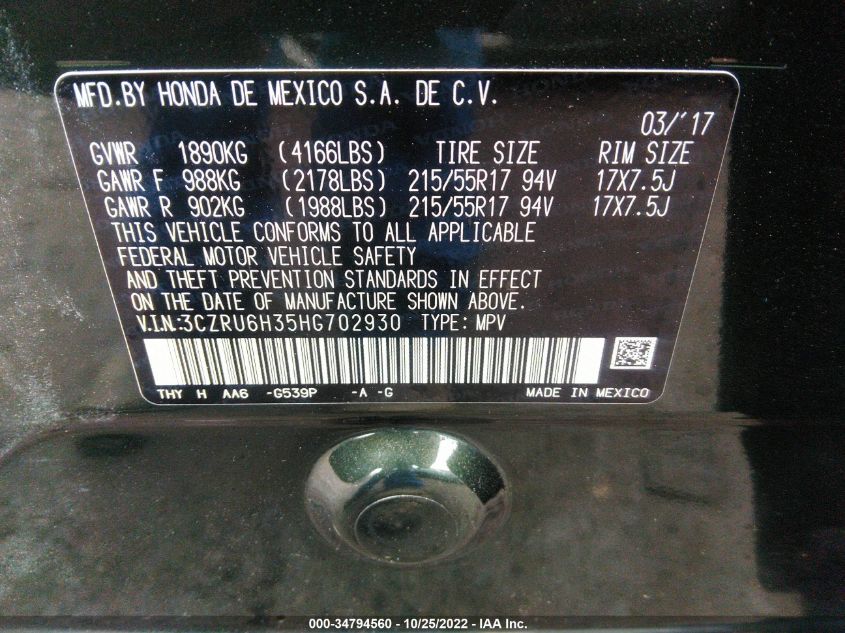 MFD.BY HONDA DE MEXICO S.A. DE C.V.
03/'17
GVWR 1890KG (4166LBS) TIRE SIZE RIM SIZE
GAWR F 988KG (2178LBS) 215/55R17 94V 17X7.5J
GAWR R 902KG (1988LBS) 215/55R17 94V 17X7.5J
THIS VEHICLE CONFORMS TO ALL APPLICABLE
FEDERAL MOTOR VEHICLE SAFETY
AND THEFT PREVENTION STANDARDS IN EFFECT
ON THE DATE OF MANUFACTURE SHOWN ABOVE.
V.I.N.:3CZRU6H35HG702930 TYPE: MPV
THY H AA6 -G539P -A -G MADE IN MEXICO
000-34794560 - 10/25/2022 - IAA Inc.